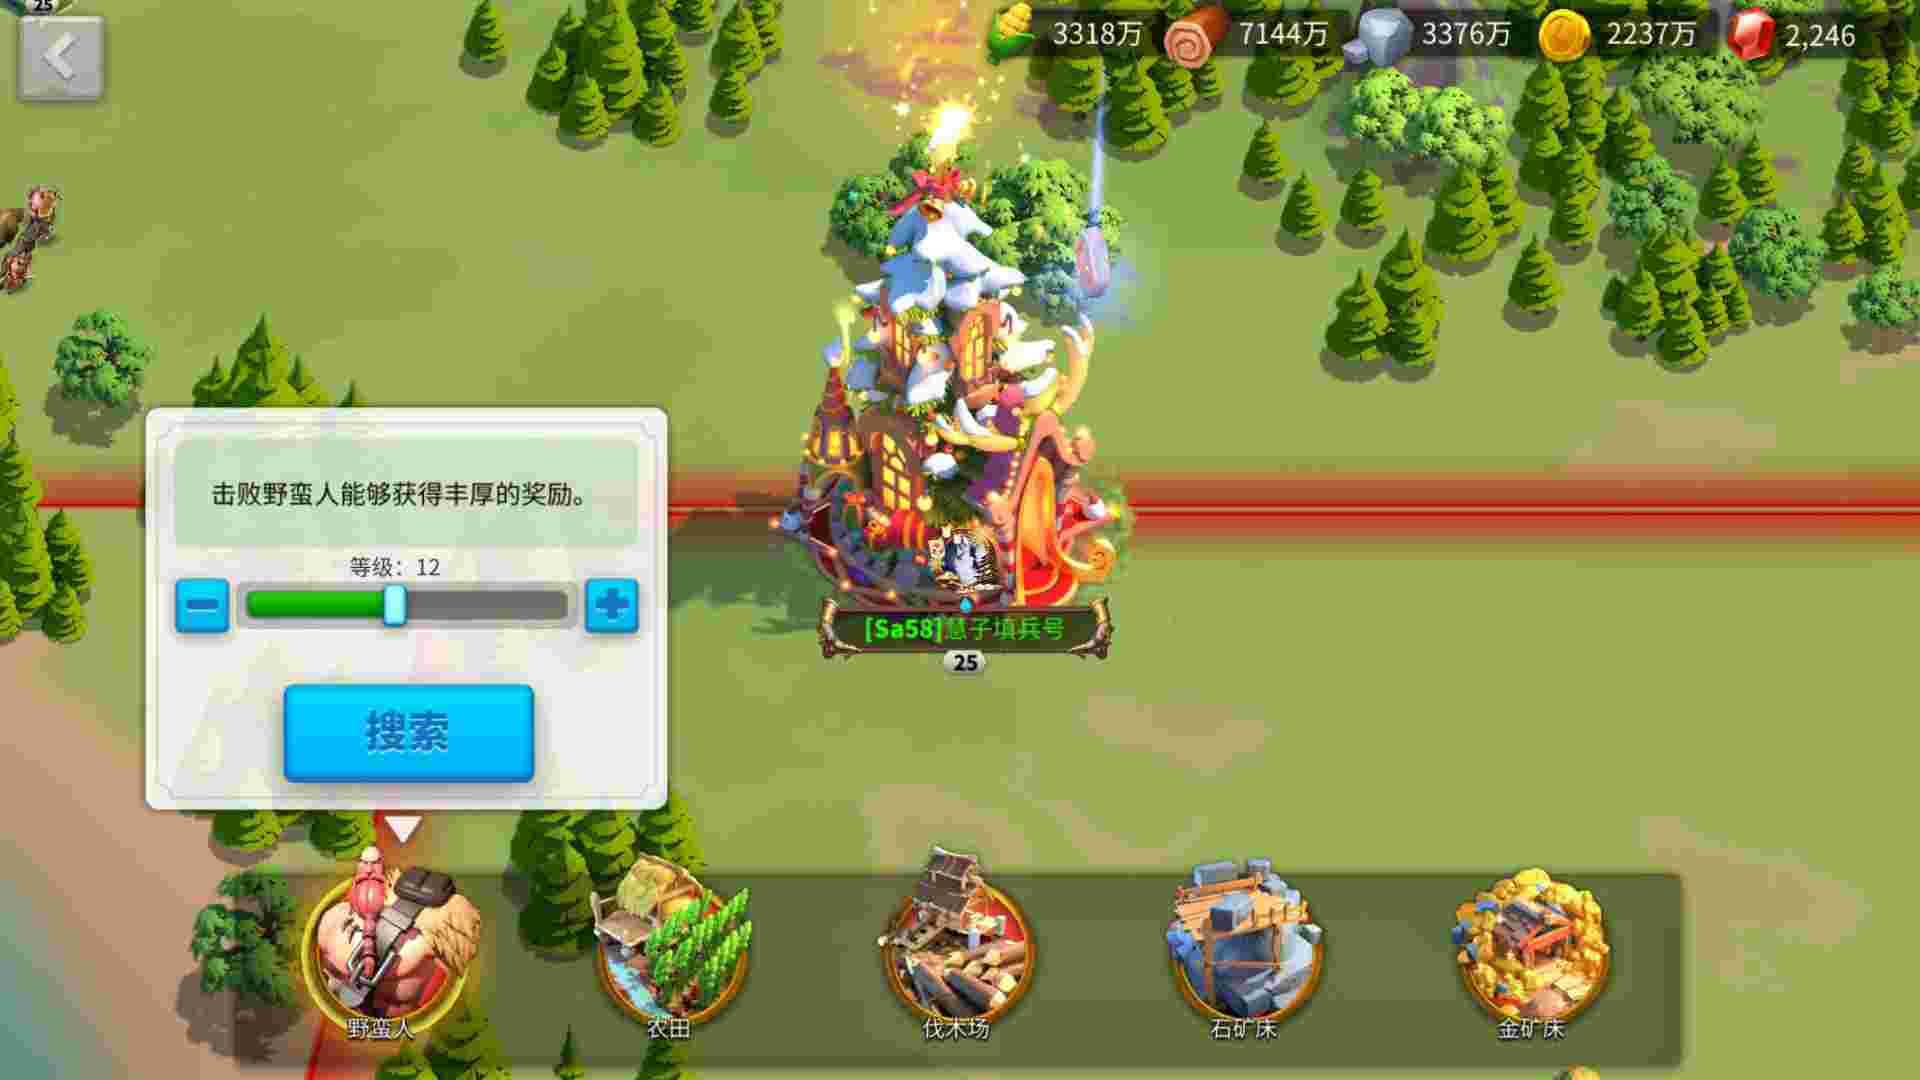 25
3318万 7144万 3376万 2237万 2,246
击败野蛮人能够获得丰厚的奖励。
等级：12
搜索
[Sa58]慧子填兵号
25
野蛮人 农田 伐木场 石矿床 金矿床